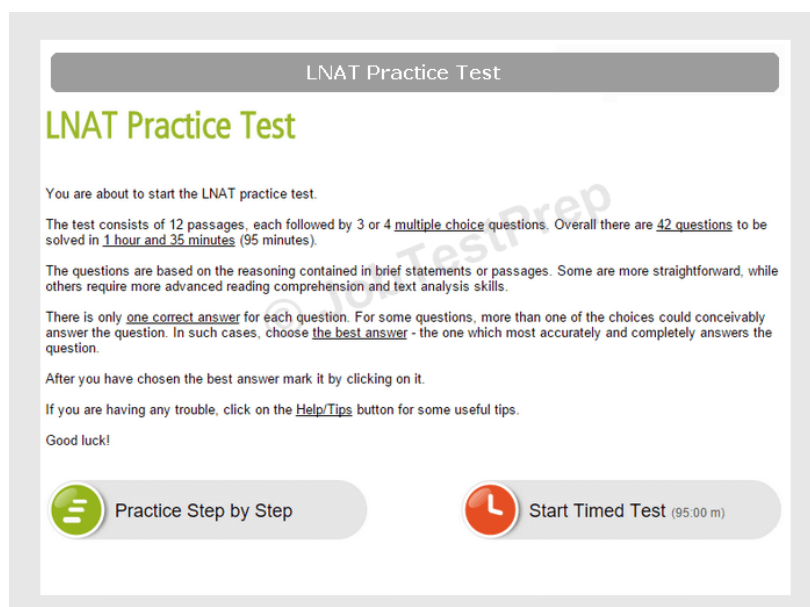 LNAT Practice Test
LNAT Practice Test
You are about to start the LNAT practice test.
The test consists of 12 passages, each followed by 3 or 4 multiple choice questions. Overall there are 42 questions to be
solved in 1 hour and 35 minutes (95 minutes).
The questions are based on the reasoning contained in brief statements or passages. Some are more straightforward, while
others require more advanced reading comprehension and text analysis skills.
There is only one correct answer for each question. For some questions, more than one of the choices could conceivably
answer the question. In such cases, choose the best answer - the one which most accurately and completely answers the
question.
After you have chosen the best answer mark it by clicking on it.
If you are having any trouble, click on the Help/Tips button for some useful tips.
Good luck!
Practice Step by Step
Start Timed Test (95:00 m)
© JobTestPrep